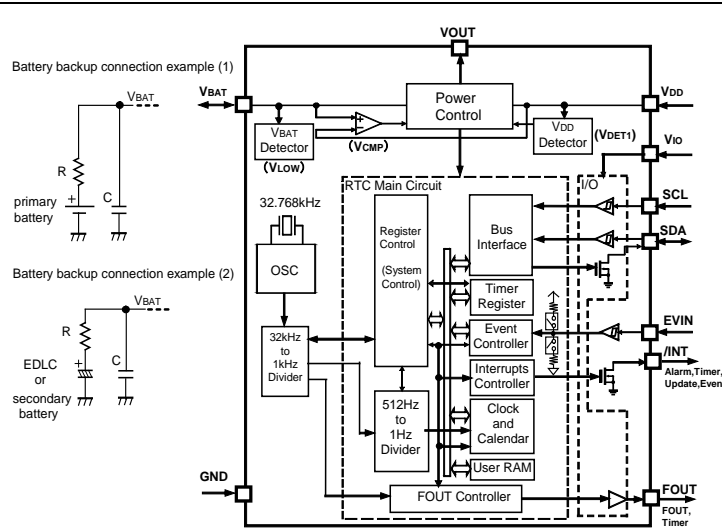 VOUT
Battery backup connection example (1)
VBAT
R
+
C
primary
battery
Battery backup connection example (2)
VBAT
R
+
C
EDLC
or
secondary
battery
VBAT
VDD
Power
Control
+
−
VBAT
Detector
(VLOW)
(VCMP)
VDD
Detector
(VDET1)
VIO
I/O
RTC Main Circuit
32.768kHz
OSC
Register
Control
(System
Control)
Bus
Interface
SCL
SDA
Timer
Register
32kHz
to
1kHz
Divider
Event
Controller
EVIN
Interrupts
Controller
/INT
Alarm,Timer,
Update,Even
512Hz
to
1Hz
Divider
Clock
and
Calendar
User RAM
GND
FOUT Controller
FOUT
FOUT,
Timer